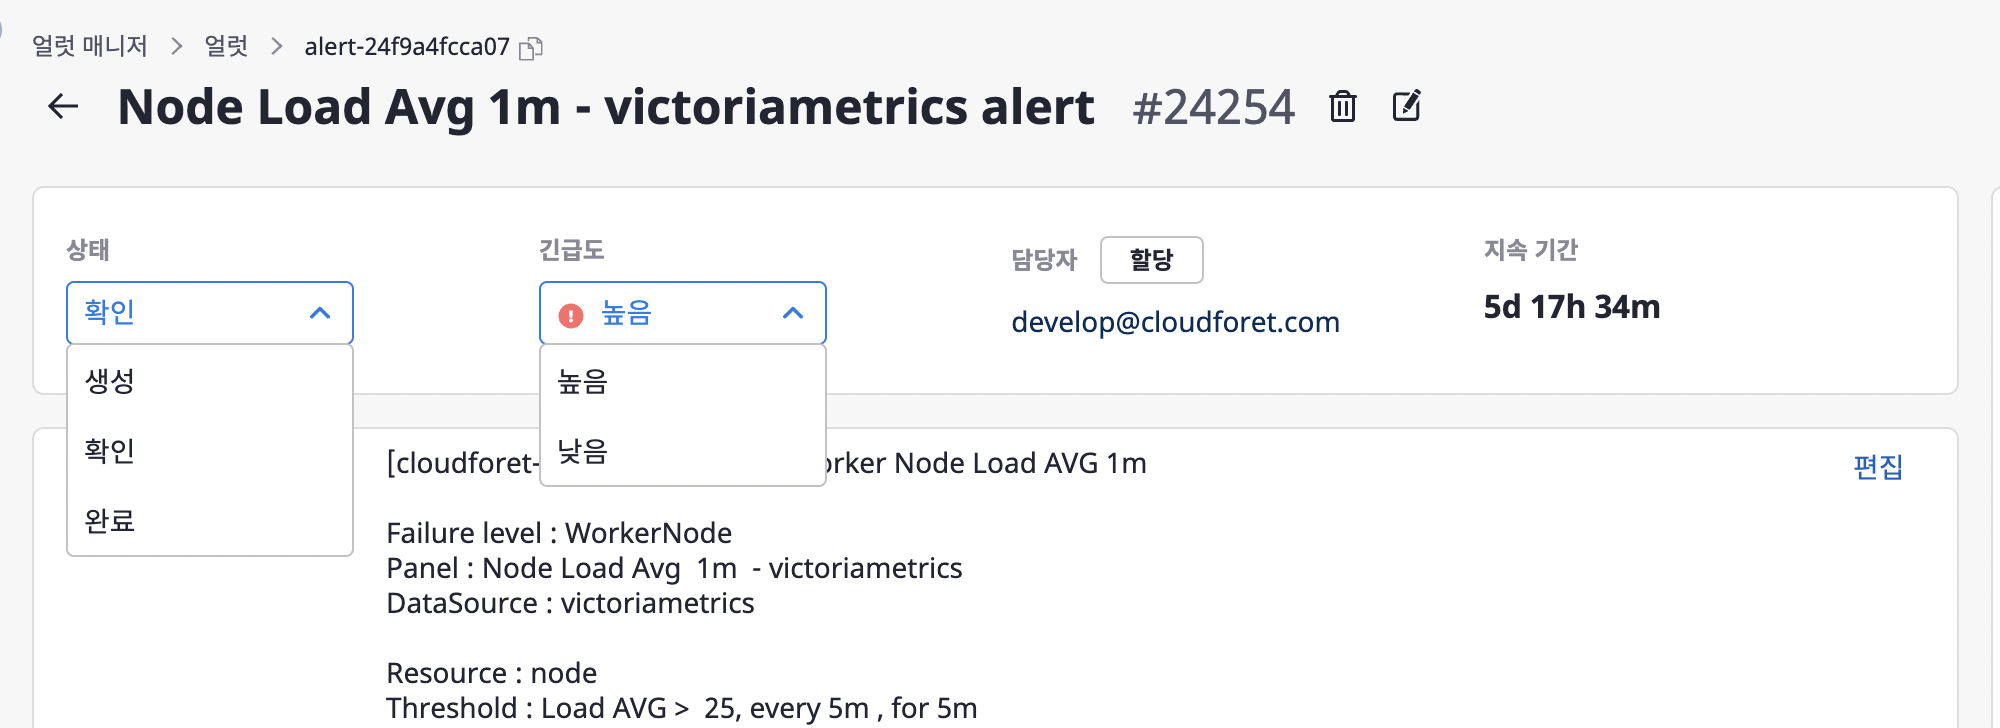 얼럿 매니저 > 얼럿 > alert-24f9a4fcca07
Node Load Avg 1m - victoriametrics alert #24254
상태
확인
생성
확인
완료
긴급도
높음
높음
낮음
담당자 할당
develop@cloudforet.com
지속 기간
5d 17h 34m
[cloudforet- Node Load AVG 1m
편집
Failure level : WorkerNode
Panel : Node Load Avg 1m - victoriametrics
DataSource : victoriametrics
Resource : node
Threshold : Load AVG > 25, every 5m , for 5m